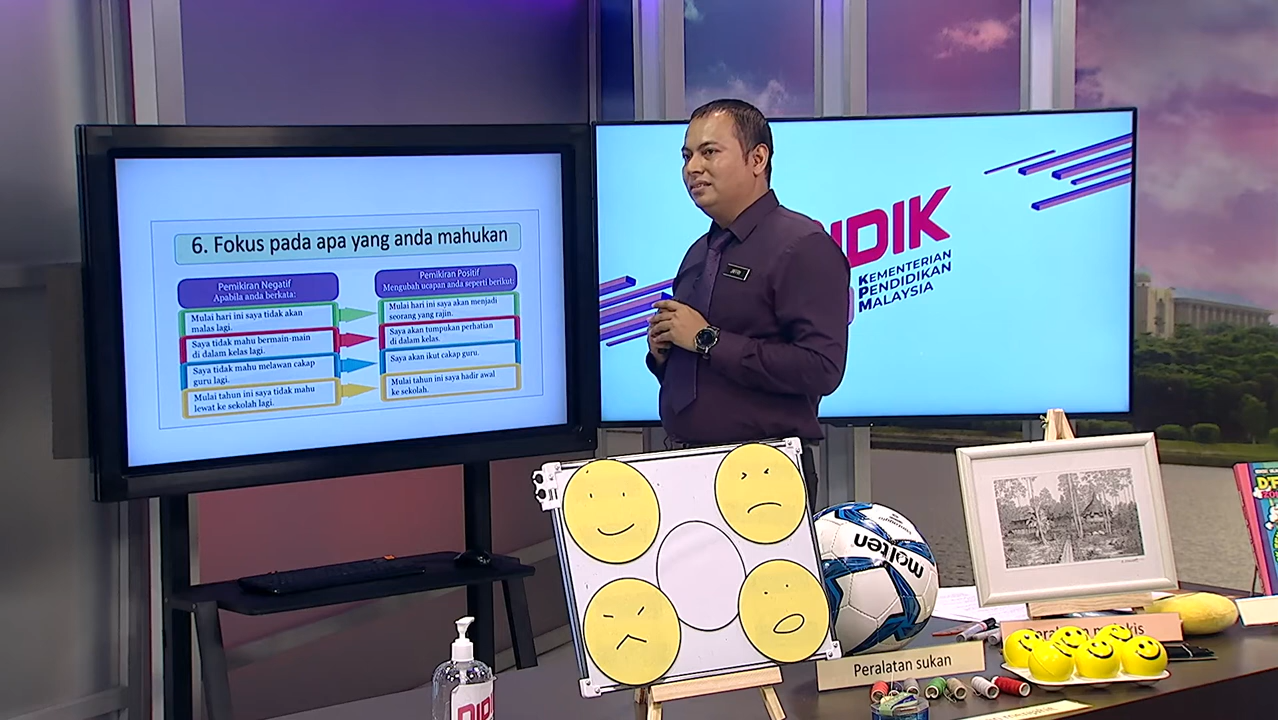 6. Fokus pada apa yang anda mahukan
Pemikiran Negatif
Apabila anda berkata:
Pemikiran Positif
Mengubah ucapan anda seperti berikut
Mulai hari ini saya tidak akan
malas lagi.
Mulai hari ini saya akan menjadi
seorang yang rajin.
Saya tidak mahu bermain-main
di dalam kelas lagi.
Saya akan tumpukan perhatian
di dalam kelas.
Saya tidak mahu melawan cakap
guru lagi.
Saya akan ikut cakap guru.
Mulai tahun ini saya tidak mahu
lewat ke sekolah lagi.
Mulai tahun ini saya hadir awal
ke sekolah.
IDIK
KEMENTERIAN
PENDIDIKAN
MALAYSIA
molten
Peralatan sukan
DIDIK